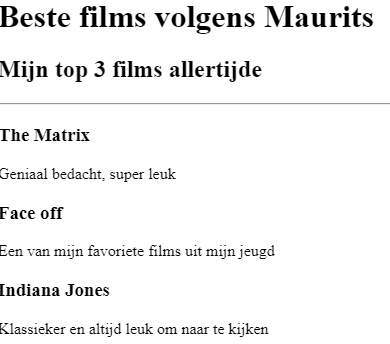 Beste films volgens Maurits
Mijn top 3 films allertijde
The Matrix
Geniaal bedacht, super leuk
Face off
Een van mijn favoriete films uit mijn jeugd
Indiana Jones
Klassieker en altijd leuk om naar te kijken